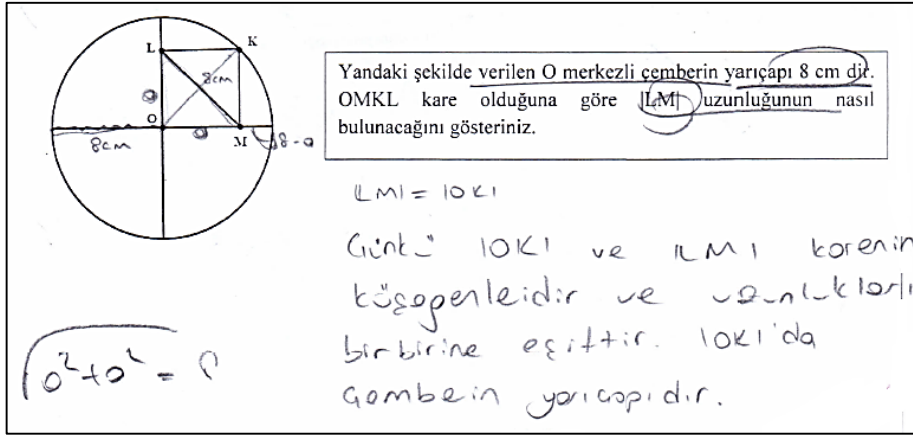 L
K
8cm
Yandaki şekilde verilen O merkezli çemberin yarıçapı 8 cm dir.
OMKL kare olduğuna göre |LM| uzunluğunun nasıl
bulunacağını gösteriniz.
a
O
a
M
8-a
8cm
|LM| = |OK|
Çünkü |OK| ve |LM| karenin
köşegenleridir ve uzunlukları
birbirine eşittir. |OK|'da
çemberin yarıçapıdır.
a²+a² =